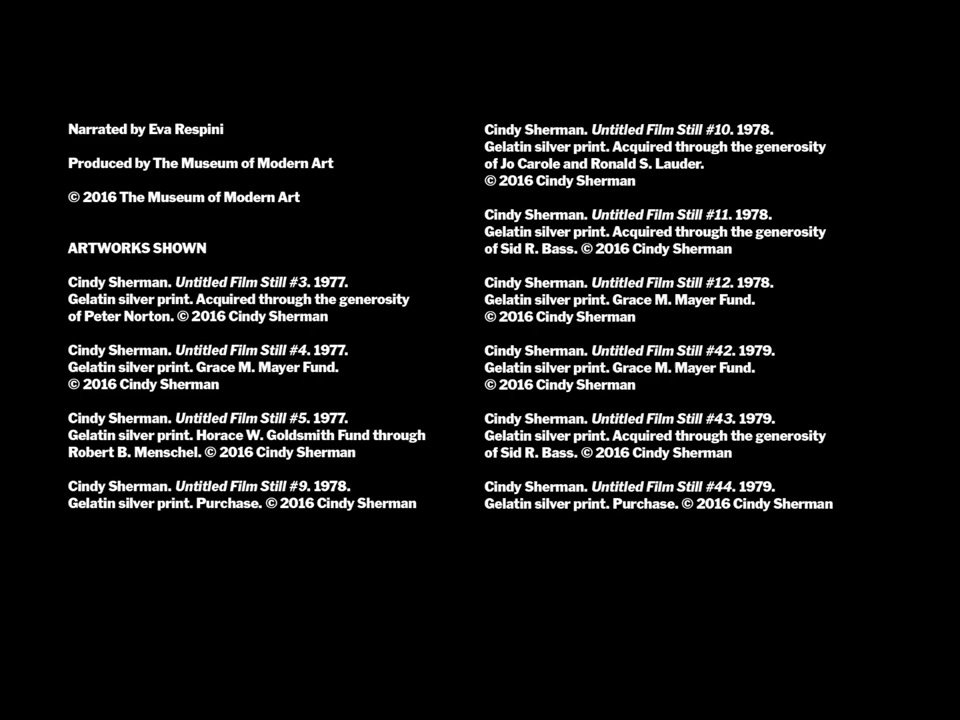 Narrated by Eva Respini
Produced by The Museum of Modern Art
© 2016 The Museum of Modern Art
ARTWORKS SHOWN
Cindy Sherman. Untitled Film Still #3. 1977.
Gelatin silver print. Acquired through the generosity
of Peter Norton. © 2016 Cindy Sherman
Cindy Sherman. Untitled Film Still #4. 1977.
Gelatin silver print. Grace M. Mayer Fund.
© 2016 Cindy Sherman
Cindy Sherman. Untitled Film Still #5. 1977.
Gelatin silver print. Horace W. Goldsmith Fund through
Robert B. Menschel. © 2016 Cindy Sherman
Cindy Sherman. Untitled Film Still #9. 1978.
Gelatin silver print. Purchase. © 2016 Cindy Sherman
Cindy Sherman. Untitled Film Still #10. 1978.
Gelatin silver print. Acquired through the generosity
of Jo Carole and Ronald S. Lauder.
© 2016 Cindy Sherman
Cindy Sherman. Untitled Film Still #11. 1978.
Gelatin silver print. Acquired through the generosity
of Sid R. Bass. © 2016 Cindy Sherman
Cindy Sherman. Untitled Film Still #12. 1978.
Gelatin silver print. Grace M. Mayer Fund.
© 2016 Cindy Sherman
Cindy Sherman. Untitled Film Still #42. 1979.
Gelatin silver print. Grace M. Mayer Fund.
© 2016 Cindy Sherman
Cindy Sherman. Untitled Film Still #43. 1979.
Gelatin silver print. Acquired through the generosity
of Sid R. Bass. © 2016 Cindy Sherman
Cindy Sherman. Untitled Film Still #44. 1979.
Gelatin silver print. Purchase. © 2016 Cindy Sherman